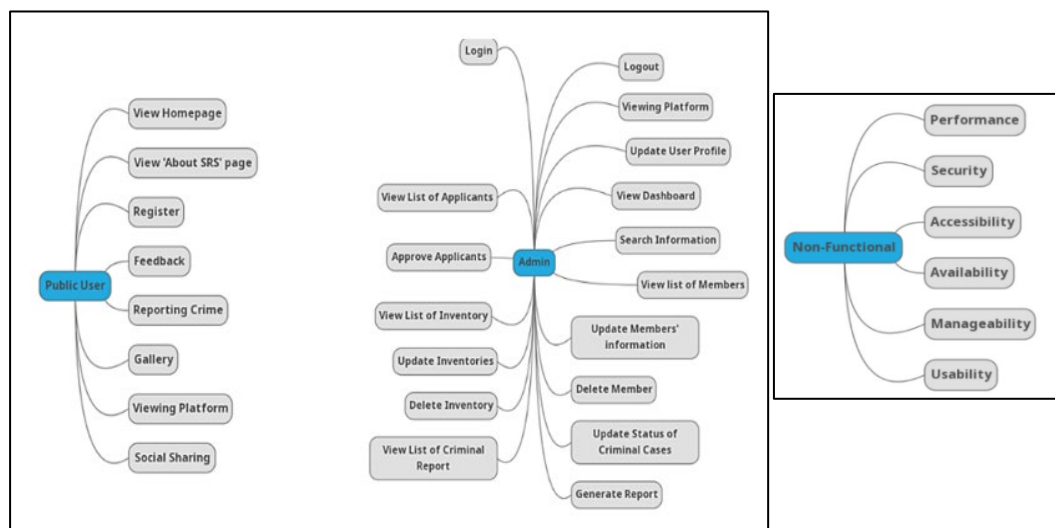 Public User
View Homepage
View 'About SRS' page
Register
Feedback
Reporting Crime
Gallery
Viewing Platform
Social Sharing
Admin
Login
View List of Applicants
Approve Applicants
View List of Inventory
Update Inventories
Delete Inventory
View List of Criminal
Report
Logout
Viewing Platform
Update User Profile
View Dashboard
Search Information
View list of Members
Update Members'
information
Delete Member
Update Status of
Criminal Cases
Generate Report
Non-Functional
Performance
Security
Accessibility
Availability
Manageability
Usability